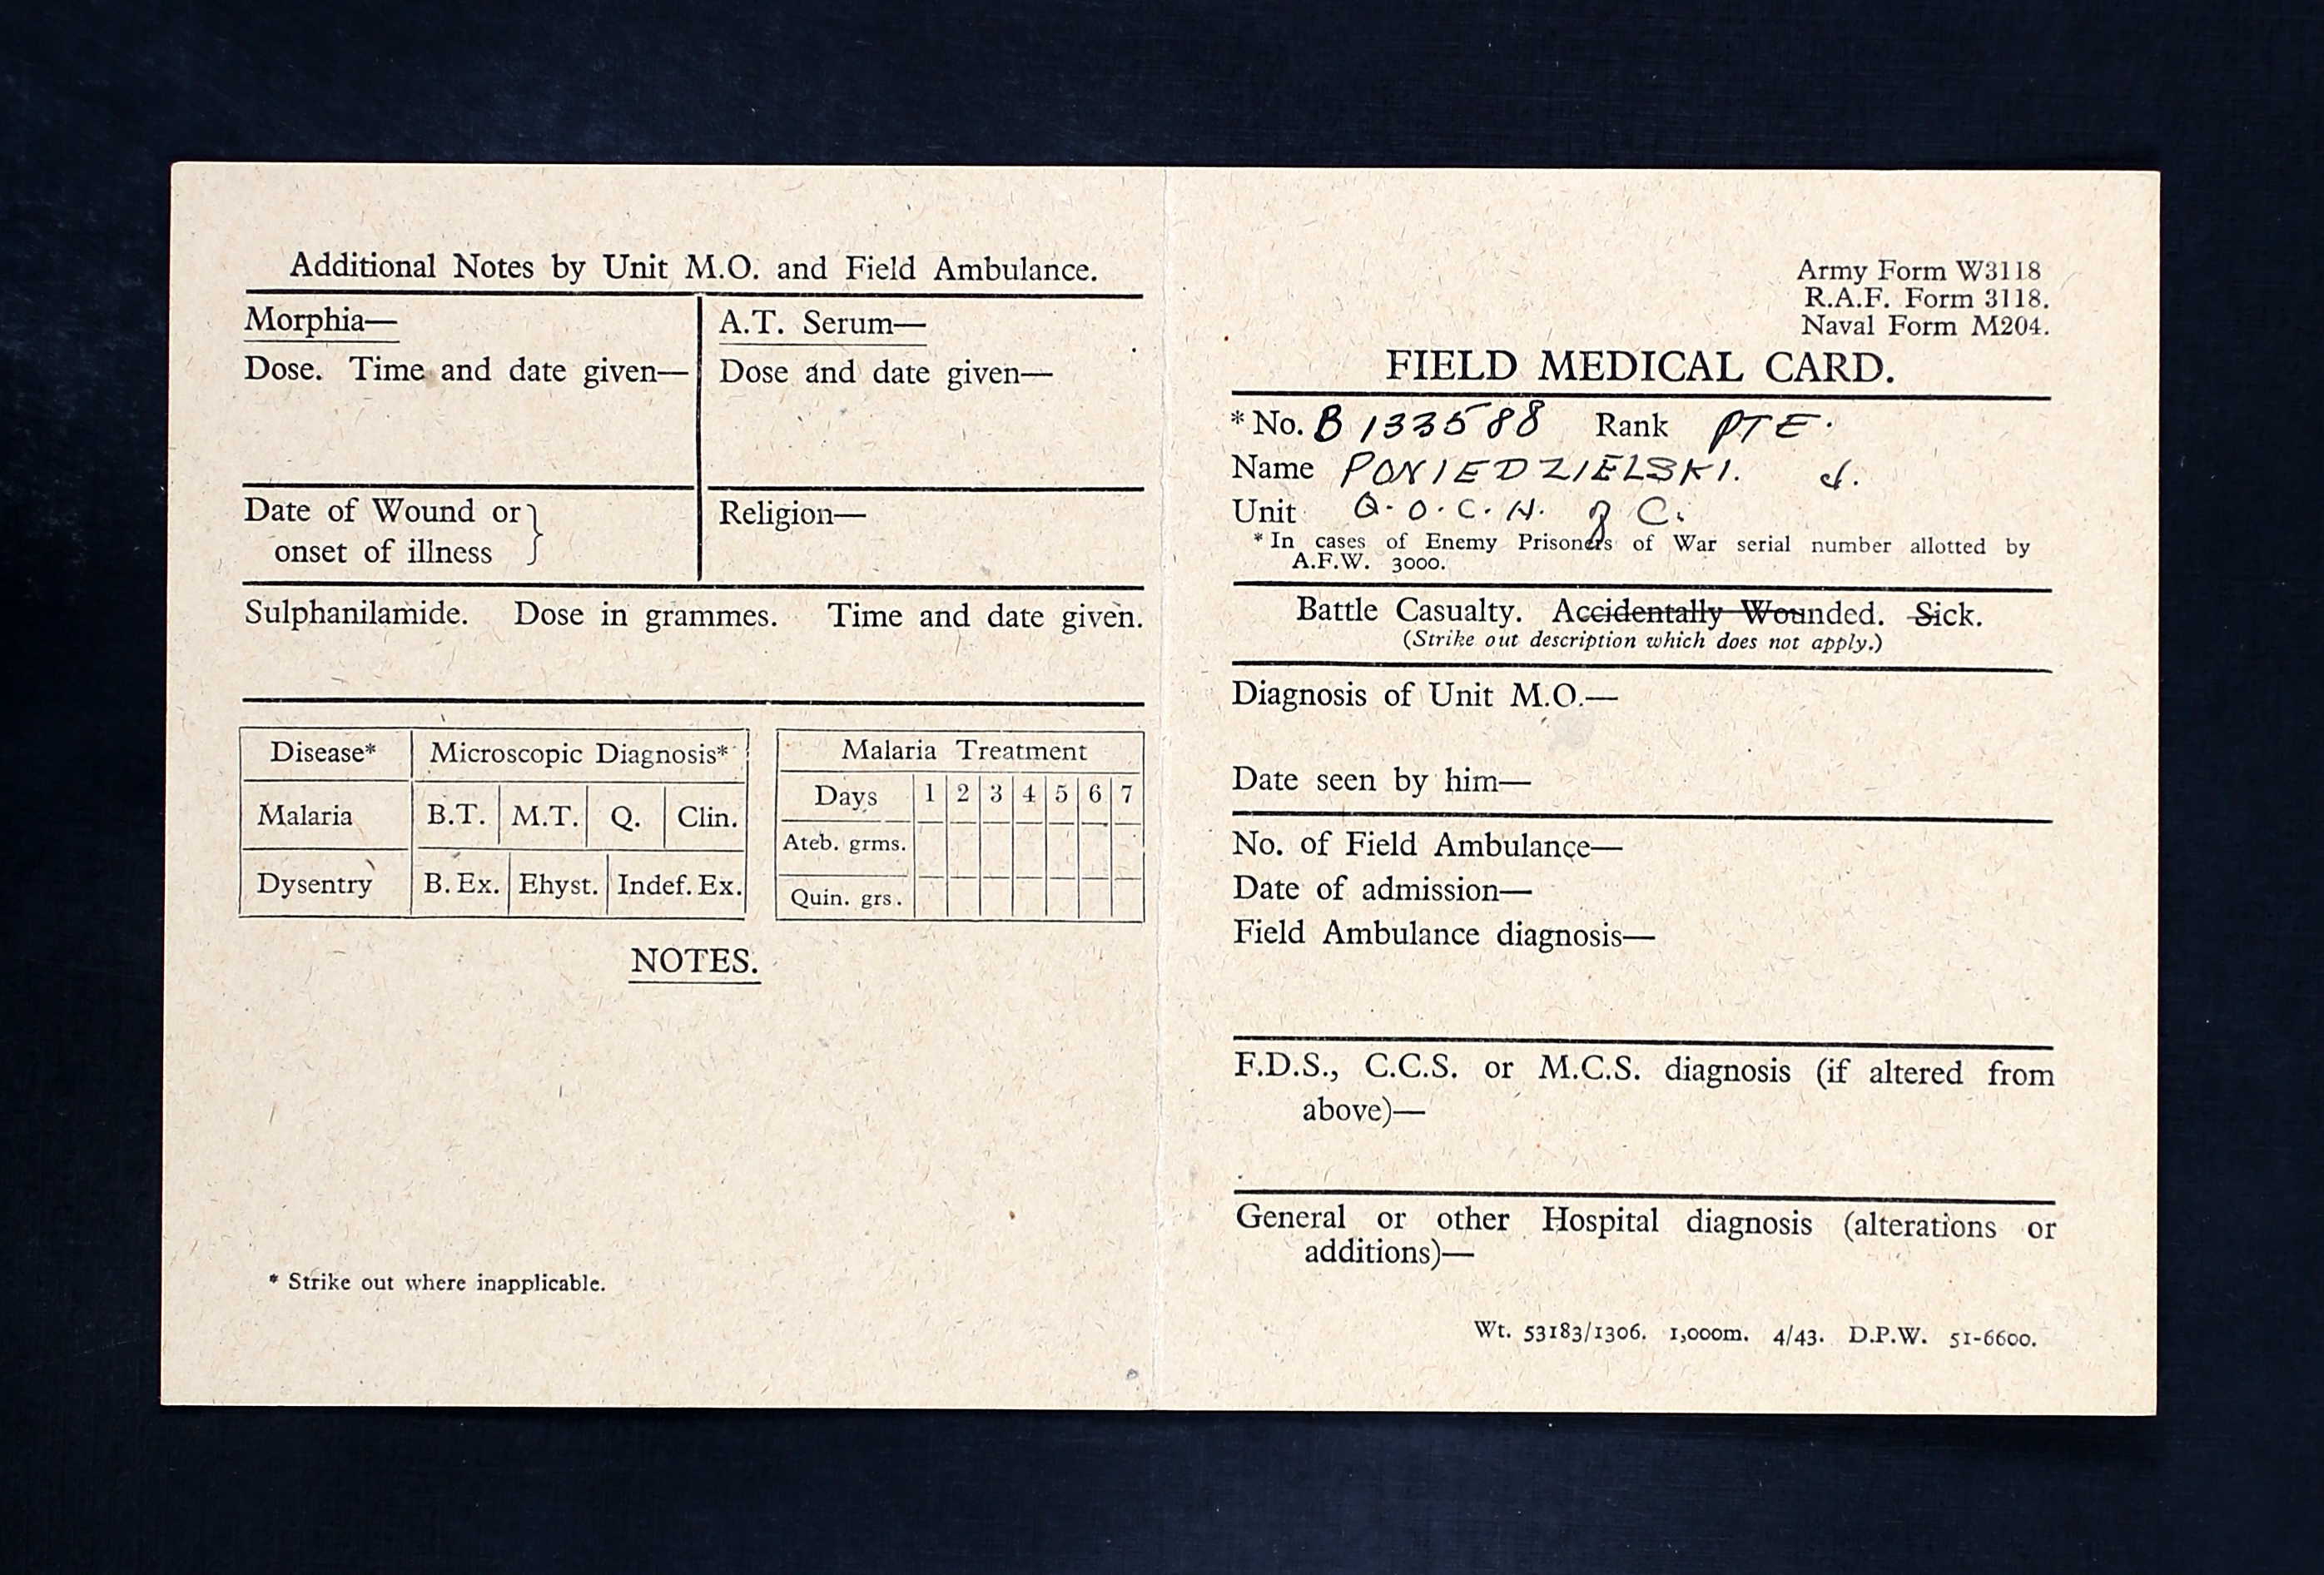 Additional Notes by Unit M.O. and Field Ambulance.
Morphia—
Dose. Time and date given—
A.T. Serum—
Dose and date given—
Date of Wound or
onset of illness
Religion—
Sulphanilamide. Dose in grammes. Time and date given.
Disease* Microscopic Diagnosis*
Malaria B.T. M.T. Q. Clin.
Dysentry B. Ex. Ehyst. Indef. Ex.
Malaria Treatment
Days 1 2 3 4 5 6 7
Ateb. grms.
Quin. grs.
NOTES.
* Strike out where inapplicable.
Army Form W3118
R.A.F. Form 3118.
Naval Form M204.
FIELD MEDICAL CARD.
* No. B 133588 Rank PTE.
Name PONIEDZIELSKI. J.
Unit Q.O.C.H. of C.
* In cases of Enemy Prisoners of War serial number allotted by
A.F.W. 3000.
Battle Casualty. Accidentally Wounded. Sick.
(Strike out description which does not apply.)
Diagnosis of Unit M.O.—
Date seen by him—
No. of Field Ambulance—
Date of admission—
Field Ambulance diagnosis—
F.D.S., C.C.S. or M.C.S. diagnosis (if altered from
above)—
General or other Hospital diagnosis (alterations or
additions)—
Wt. 53183/1306. 1,000m. 4/43. D.P.W. 51-6600.